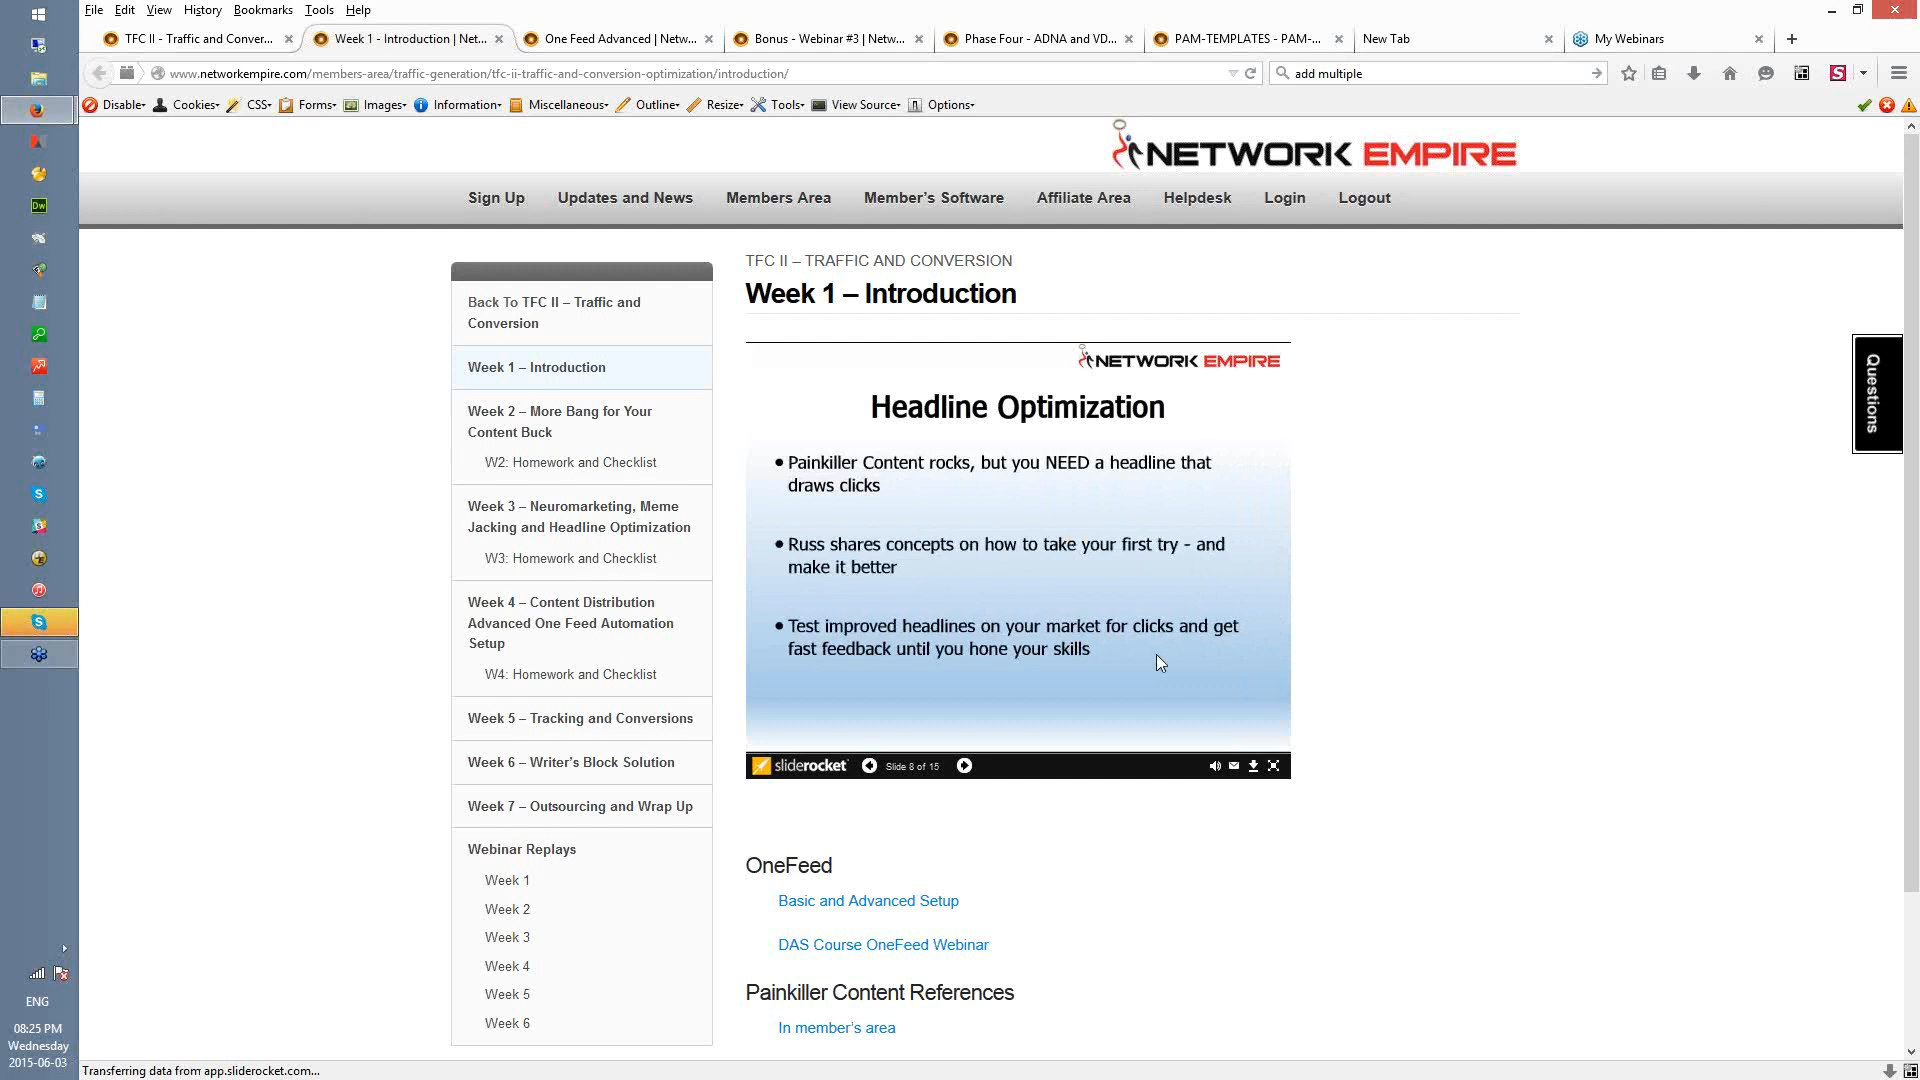 File Edit View History Bookmarks Tools Help
TFC II - Traffic and Conver...
Week 1 - Introduction | Net...
One Feed Advanced | Netw...
Bonus - Webinar #3 | Netw...
Phase Four - ADNA and VD...
PAM-TEMPLATES - PAM-...
New Tab
My Webinars
www.networkempire.com/members-area/traffic-generation/tfc-ii-traffic-and-conversion-optimization/introduction/
add multiple
Disable Cookies CSS Forms Images Information Miscellaneous Outline Resize Tools View Source Options
NETWORK EMPIRE
Sign Up Updates and News Members Area Member's Software Affiliate Area Helpdesk Login Logout
Back To TFC II – Traffic and
Conversion
Week 1 – Introduction
Week 2 – More Bang for Your
Content Buck
W2: Homework and Checklist
Week 3 – Neuromarketing, Meme
Jacking and Headline Optimization
W3: Homework and Checklist
Week 4 – Content Distribution
Advanced One Feed Automation
Setup
W4: Homework and Checklist
Week 5 – Tracking and Conversions
Week 6 – Writer's Block Solution
Week 7 – Outsourcing and Wrap Up
Webinar Replays
Week 1
Week 2
Week 3
Week 4
Week 5
Week 6
TFC II – TRAFFIC AND CONVERSION
Week 1 – Introduction
NETWORK EMPIRE
Headline Optimization
• Painkiller Content rocks, but you NEED a headline that
draws clicks
• Russ shares concepts on how to take your first try - and
make it better
• Test improved headlines on your market for clicks and get
fast feedback until you hone your skills
sliderocket Slide 8 of 15
OneFeed
Basic and Advanced Setup
DAS Course OneFeed Webinar
Painkiller Content References
In member's area
Questions
Dw
ENG
08:25 PM
Wednesday
2015-06-03
Transferring data from app.sliderocket.com...